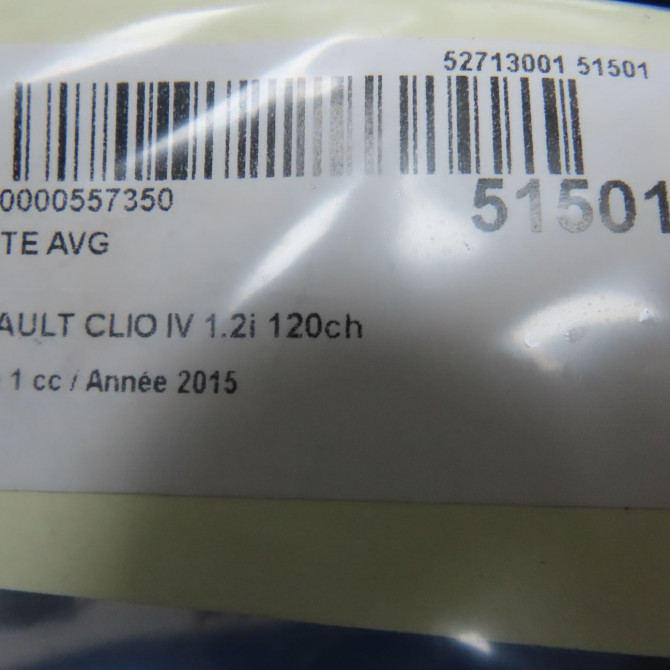 52713001 51501
0000557350
51501
TE AVG
AULT CLIO IV 1.2i 120ch
1 cc / Année 2015